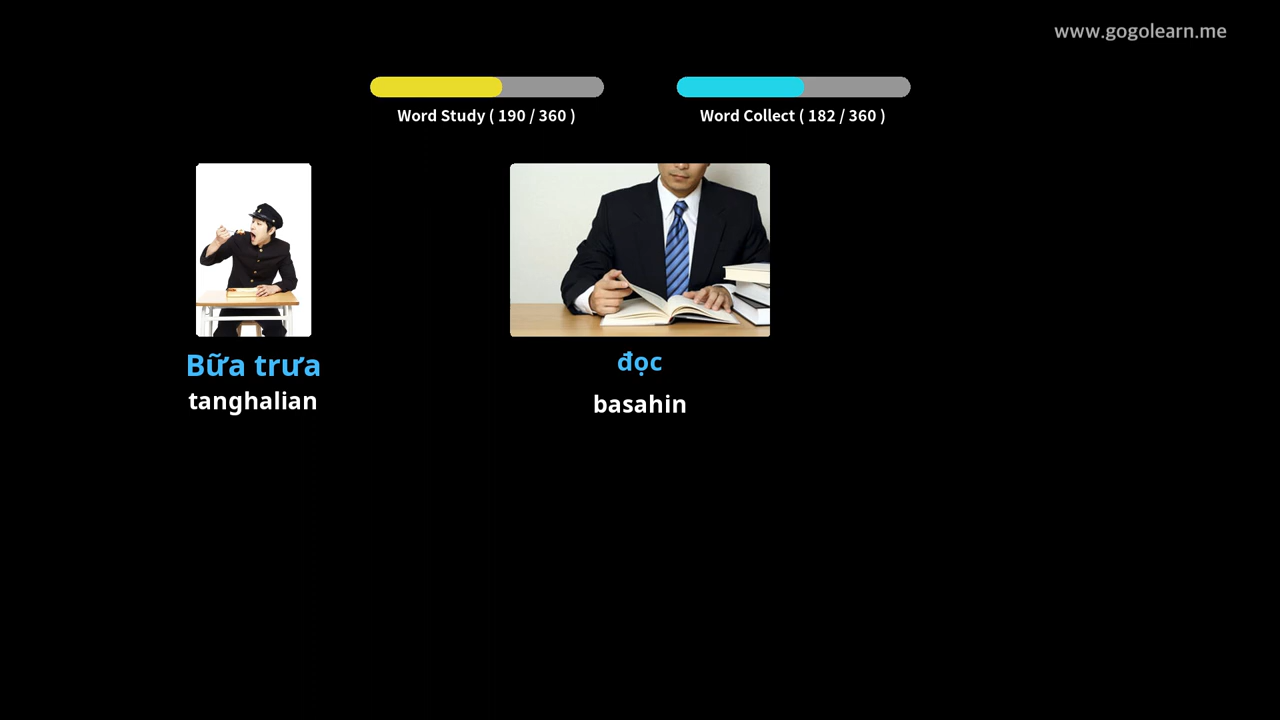 www.gogolearn.me
Word Study ( 190 / 360 )
Word Collect ( 182 / 360 )
Bữa trưa
tanghalian
đọc
basahin